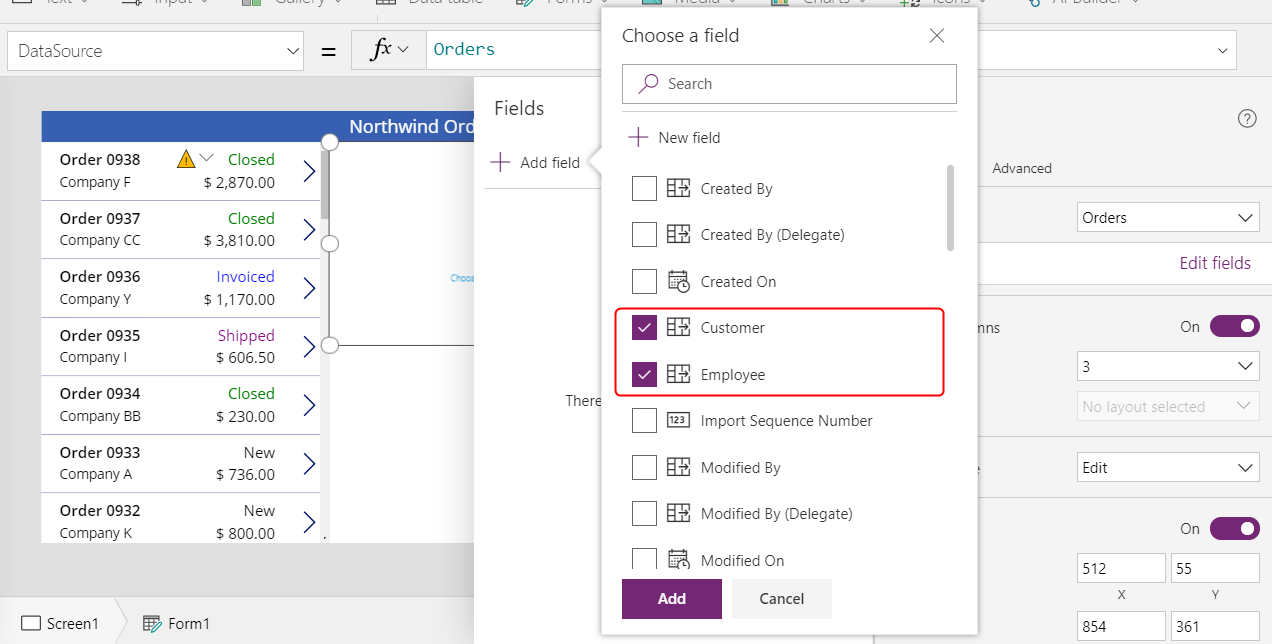 Text Input Gallery Data table Forms Media Charts Icons AI Builder
DataSource = fx Orders
Choose a field
Search
New field
Created By
Created By (Delegate)
Created On
Customer
Employee
123 Import Sequence Number
Modified By
Modified By (Delegate)
Modified On
Add Cancel
Fields
Add field
There
Northwind Ord
Order 0938 Closed
Company F $ 2,870.00
Order 0937 Closed
Company CC $ 3,810.00
Order 0936 Invoiced
Company Y $ 1,170.00
Order 0935 Shipped
Company I $ 606.50
Order 0934 Closed
Company BB $ 230.00
Order 0933 New
Company A $ 736.00
Order 0932 New
Company K $ 800.00
Choos
Advanced
Orders
Edit fields
mns On
3
No layout selected
Edit
On
512 55
X Y
854 361
Screen1 Form1